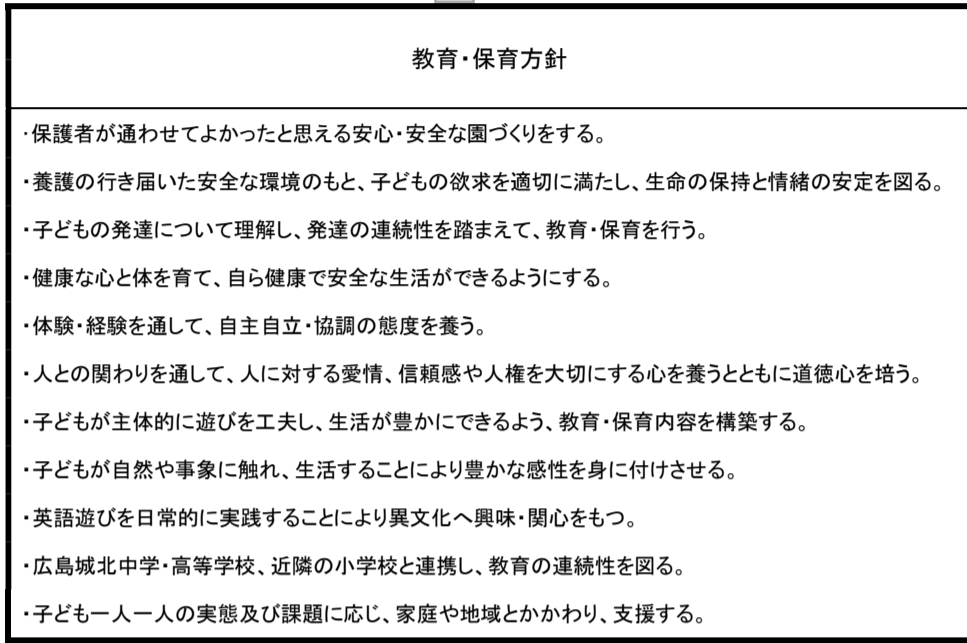 教育・保育方針
・保護者が通わせてよかったと思える安心・安全な園づくりをする。
・養護の行き届いた安全な環境のもと、子どもの欲求を適切に満たし、生命の保持と情緒の安定を図る。
・子どもの発達について理解し、発達の連続性を踏まえて、教育・保育を行う。
・健康な心と体を育て、自ら健康で安全な生活ができるようにする。
・体験・経験を通して、自主自立・協調の態度を養う。
・人との関わりを通して、人に対する愛情、信頼感や人権を大切にする心を養うとともに道徳心を培う。
・子どもが主体的に遊びを工夫し、生活が豊かにできるよう、教育・保育内容を構築する。
・子どもが自然や事象に触れ、生活することにより豊かな感性を身に付けさせる。
・英語遊びを日常的に実践することにより異文化へ興味・関心をもつ。
・広島城北中学・高等学校、近隣の小学校と連携し、教育の連続性を図る。
・子ども一人一人の実態及び課題に応じ、家庭や地域とかかわり、支援する。